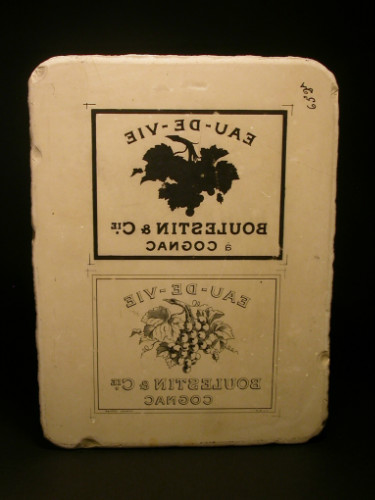 EAU-DE-VIE
BOULESTIN & CIE
à COGNAC
EAU-DE-VIE
BOULESTIN & CIE
COGNAC